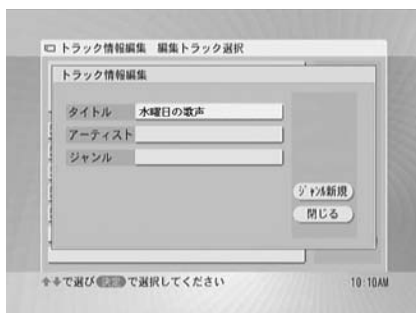 トラック情報編集 編集トラック選択
トラック情報編集
タイトル 水曜日の歌声
アーティスト
ジャンル
ｼﾞｬﾝﾙ新規
閉じる
で選び 決定 で選択してください 10:10AM